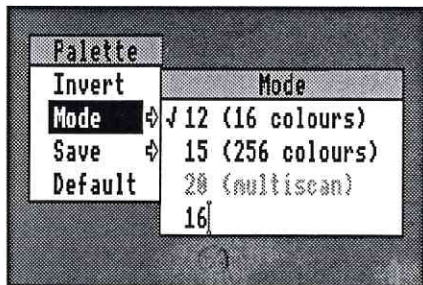 Palette
Invert
Mode
Save
Default
Mode
√12 (16 colours)
15 (256 colours)
20 (multiscan)
16